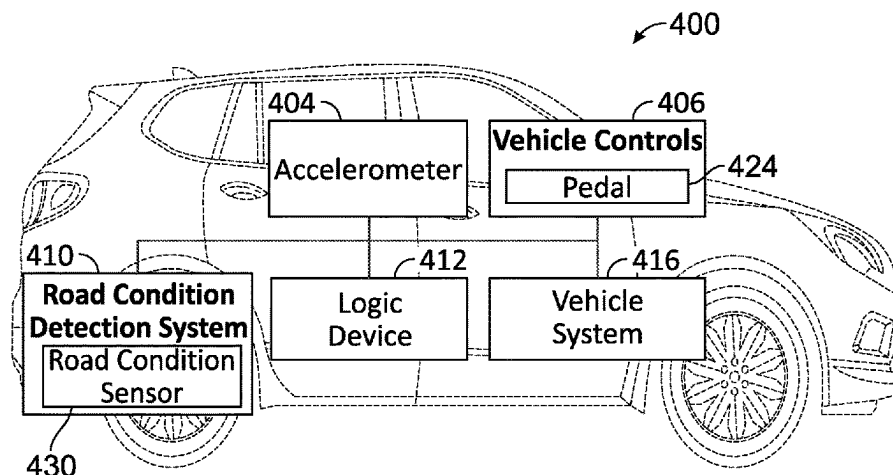 400
404
406
Accelerometer
Vehicle Controls
Pedal
424
410
412
416
Road Condition
Detection System
Road Condition
Sensor
Logic
Device
Vehicle
System
430